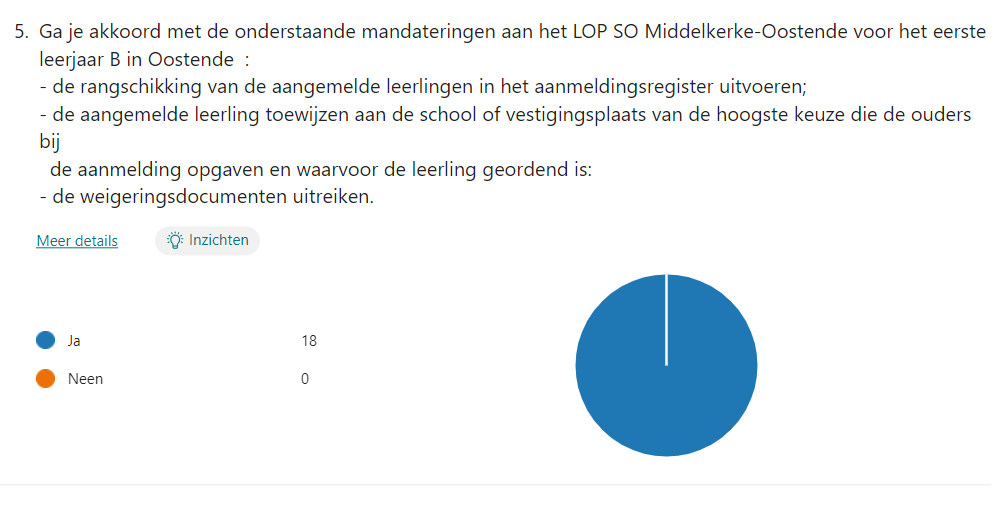 5. Ga je akkoord met de onderstaande mandateringen aan het LOP SO Middelkerke-Oostende voor het eerste
leerjaar B in Oostende :
- de rangschikking van de aangemelde leerlingen in het aanmeldingsregister uitvoeren;
- de aangemelde leerling toewijzen aan de school of vestigingsplaats van de hoogste keuze die de ouders
bij
de aanmelding opgaven en waarvoor de leerling geordend is:
- de weigeringsdocumenten uitreiken.
Meer details Inzichten
Ja 18
Neen 0